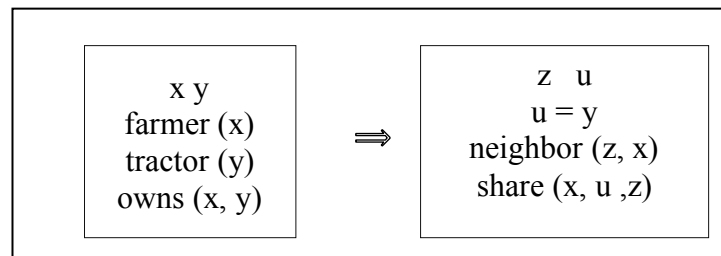 x y
farmer (x)
tractor (y)
owns (x, y)
⇒
z u
u = y
neighbor (z, x)
share (x, u ,z)